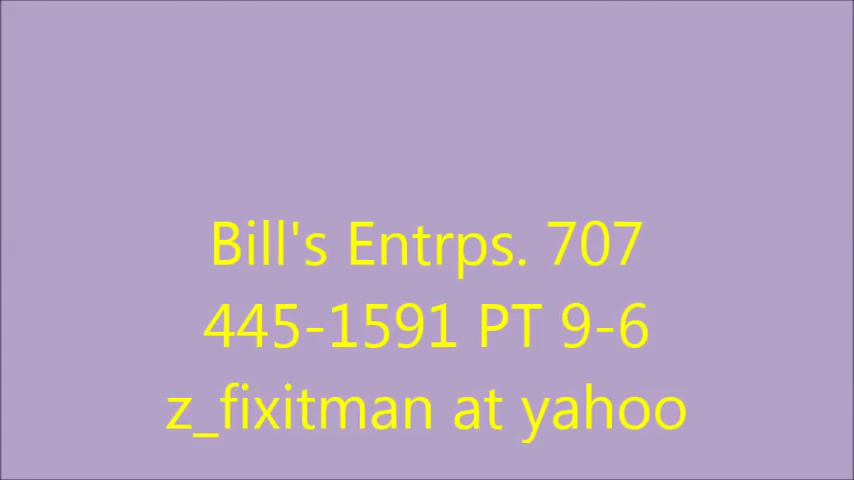 Bill's Entrps. 707
445-1591 PT 9-6
z_fixitman at yahoo